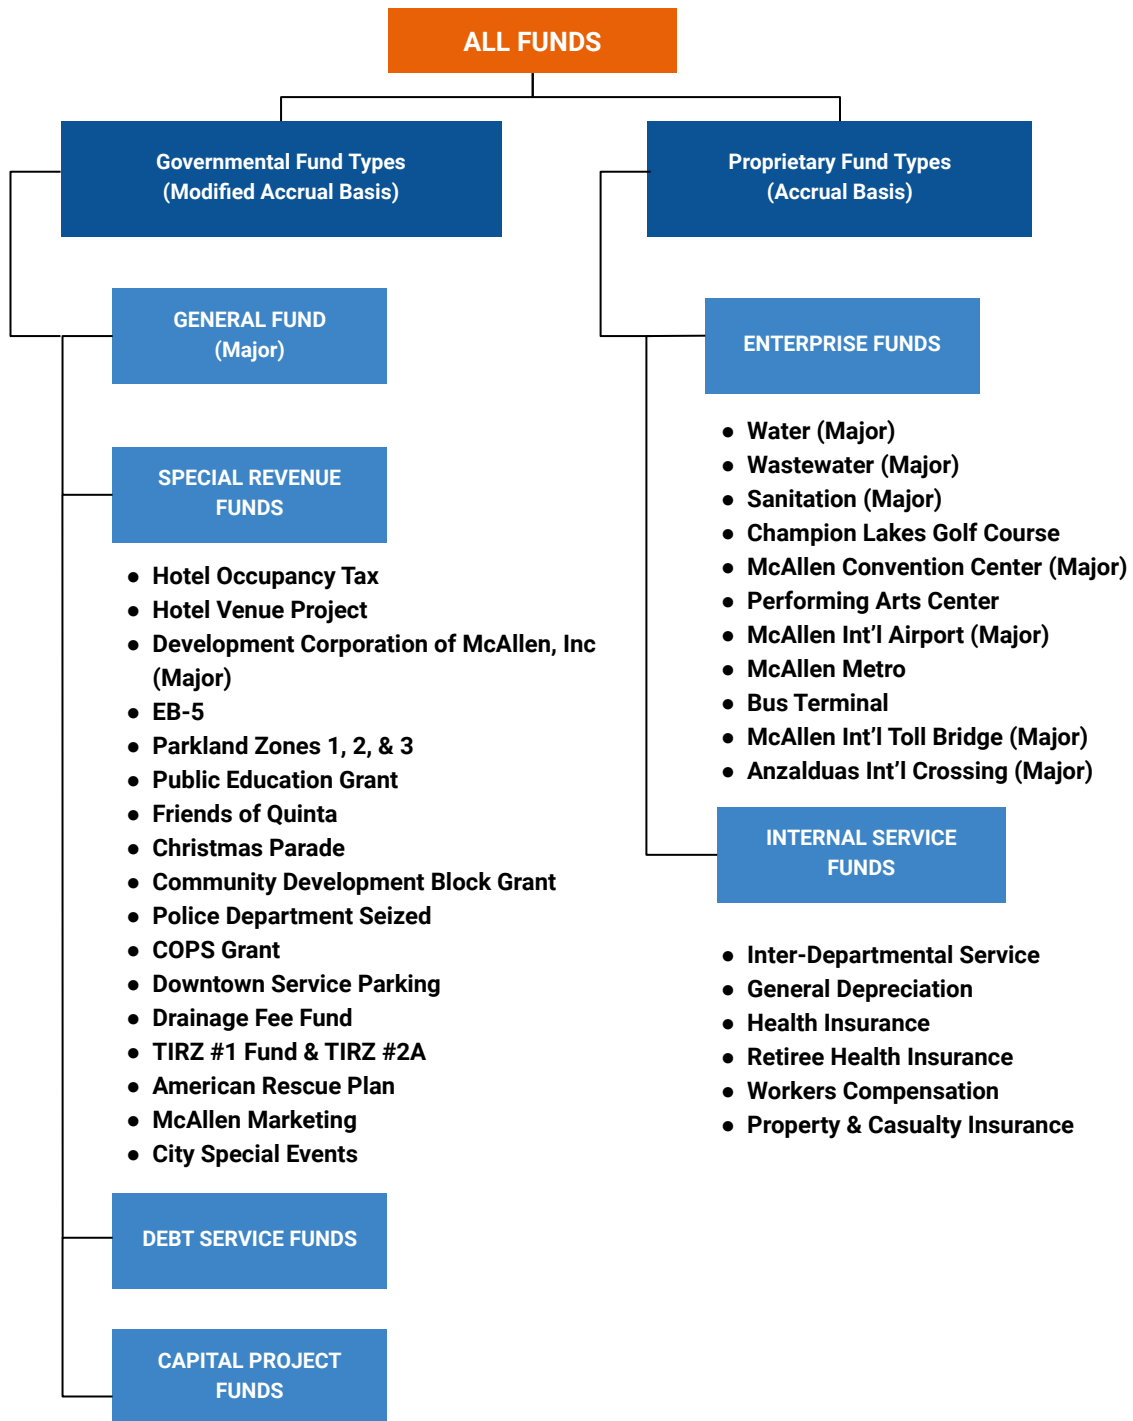 ALL FUNDS
Governmental Fund Types
(Modified Accrual Basis)
GENERAL FUND
(Major)
SPECIAL REVENUE
FUNDS
● Hotel Occupancy Tax
● Hotel Venue Project
● Development Corporation of McAllen, Inc
(Major)
● EB-5
● Parkland Zones 1, 2, & 3
● Public Education Grant
● Friends of Quinta
● Christmas Parade
● Community Development Block Grant
● Police Department Seized
● COPS Grant
● Downtown Service Parking
● Drainage Fee Fund
● TIRZ #1 Fund & TIRZ #2A
● American Rescue Plan
● McAllen Marketing
● City Special Events
DEBT SERVICE FUNDS
CAPITAL PROJECT
FUNDS
Proprietary Fund Types
(Accrual Basis)
ENTERPRISE FUNDS
● Water (Major)
● Wastewater (Major)
● Sanitation (Major)
● Champion Lakes Golf Course
● McAllen Convention Center (Major)
● Performing Arts Center
● McAllen Int’l Airport (Major)
● McAllen Metro
● Bus Terminal
● McAllen Int’l Toll Bridge (Major)
● Anzalduas Int’l Crossing (Major)
INTERNAL SERVICE
FUNDS
● Inter-Departmental Service
● General Depreciation
● Health Insurance
● Retiree Health Insurance
● Workers Compensation
● Property & Casualty Insurance